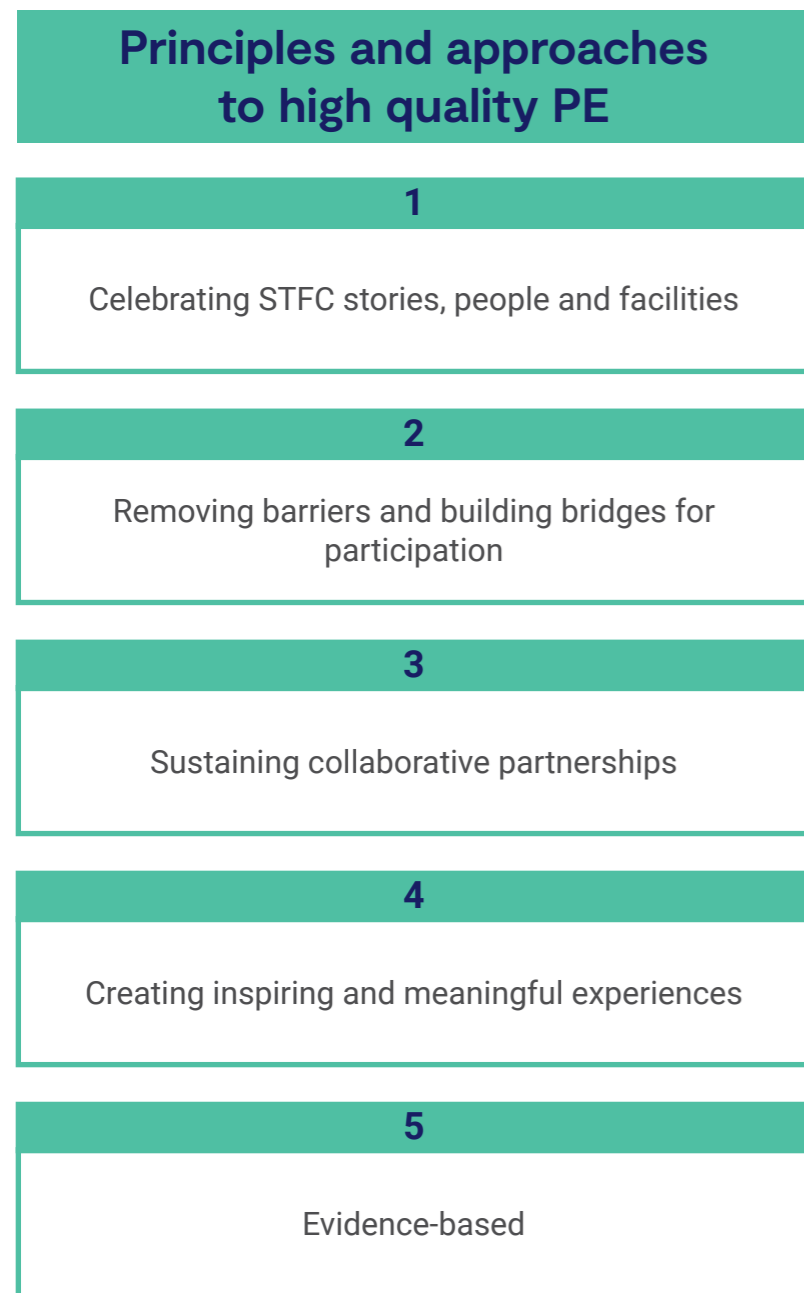 Principles and approaches
to high quality PE
1
Celebrating STFC stories, people and facilities
2
Removing barriers and building bridges for
participation
3
Sustaining collaborative partnerships
4
Creating inspiring and meaningful experiences
5
Evidence-based